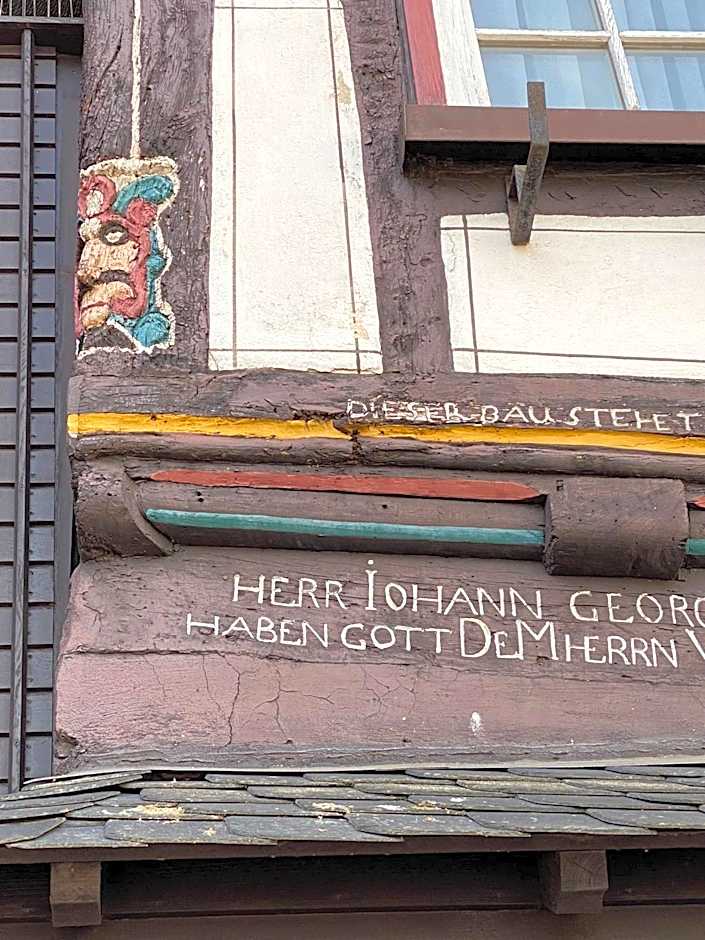 DIESER BAU STEHET
HERR IOHANN GEORG
HABEN GOTT DEM HERRN